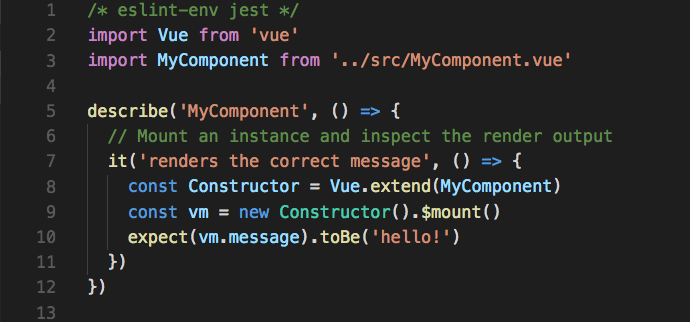 1 /* eslint-env jest */
2 import Vue from 'vue'
3 import MyComponent from '../src/MyComponent.vue'
4
5 describe('MyComponent', () => {
6   // Mount an instance and inspect the render output
7   it('renders the correct message', () => {
8     const Constructor = Vue.extend(MyComponent)
9     const vm = new Constructor().$mount()
10     expect(vm.message).toBe('hello!')
11   })
12 })
13